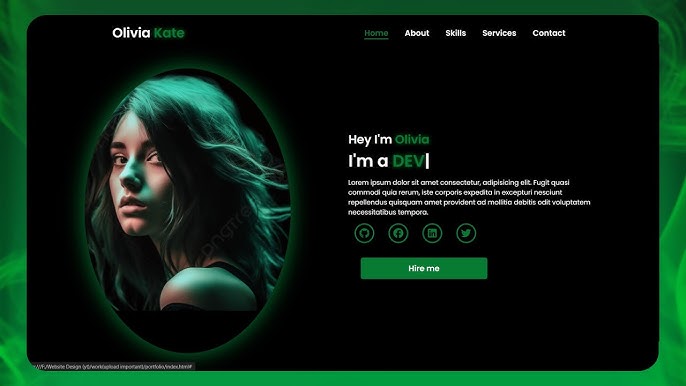 Olivia Kate
Home About Skills Services Contact
Hey I'm Olivia
I'm a DEV|
Lorem ipsum dolor sit amet consectetur, adipisicing elit. Fugit quasi
commodi quia rerum, iste corporis expedita in excepturi nesciunt
repellendus quisquam amet provident ad mollitia debitis odit voluptatem
necessitatibus tempora.
Hire me
///F:/Website Design (yt)/work(upload important)/portfolio/index.html#